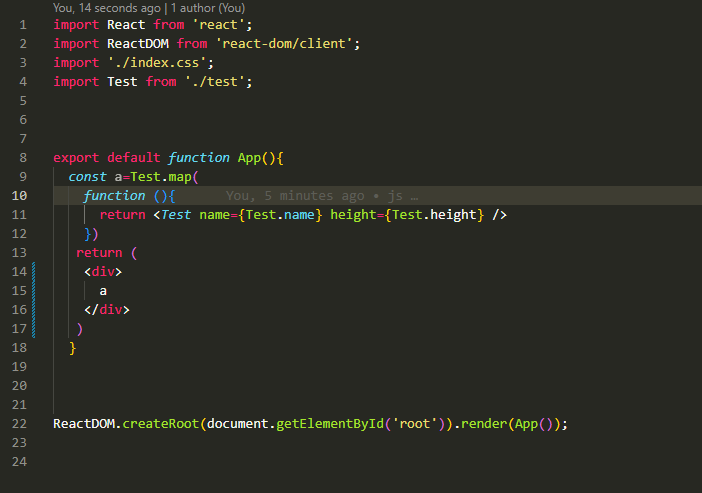 You, 14 seconds ago | 1 author (You)
1 import React from 'react';
2 import ReactDOM from 'react-dom/client';
3 import './index.css';
4 import Test from './test';
5
6
7
8 export default function App(){
9 const a=Test.map(
10 function (){ You, 5 minutes ago • js …
11 return <Test name={Test.name} height={Test.height} />
12 })
13 return (
14 <div>
15 a
16 </div>
17 )
18 }
19
20
21
22 ReactDOM.createRoot(document.getElementById('root')).render(App());
23
24